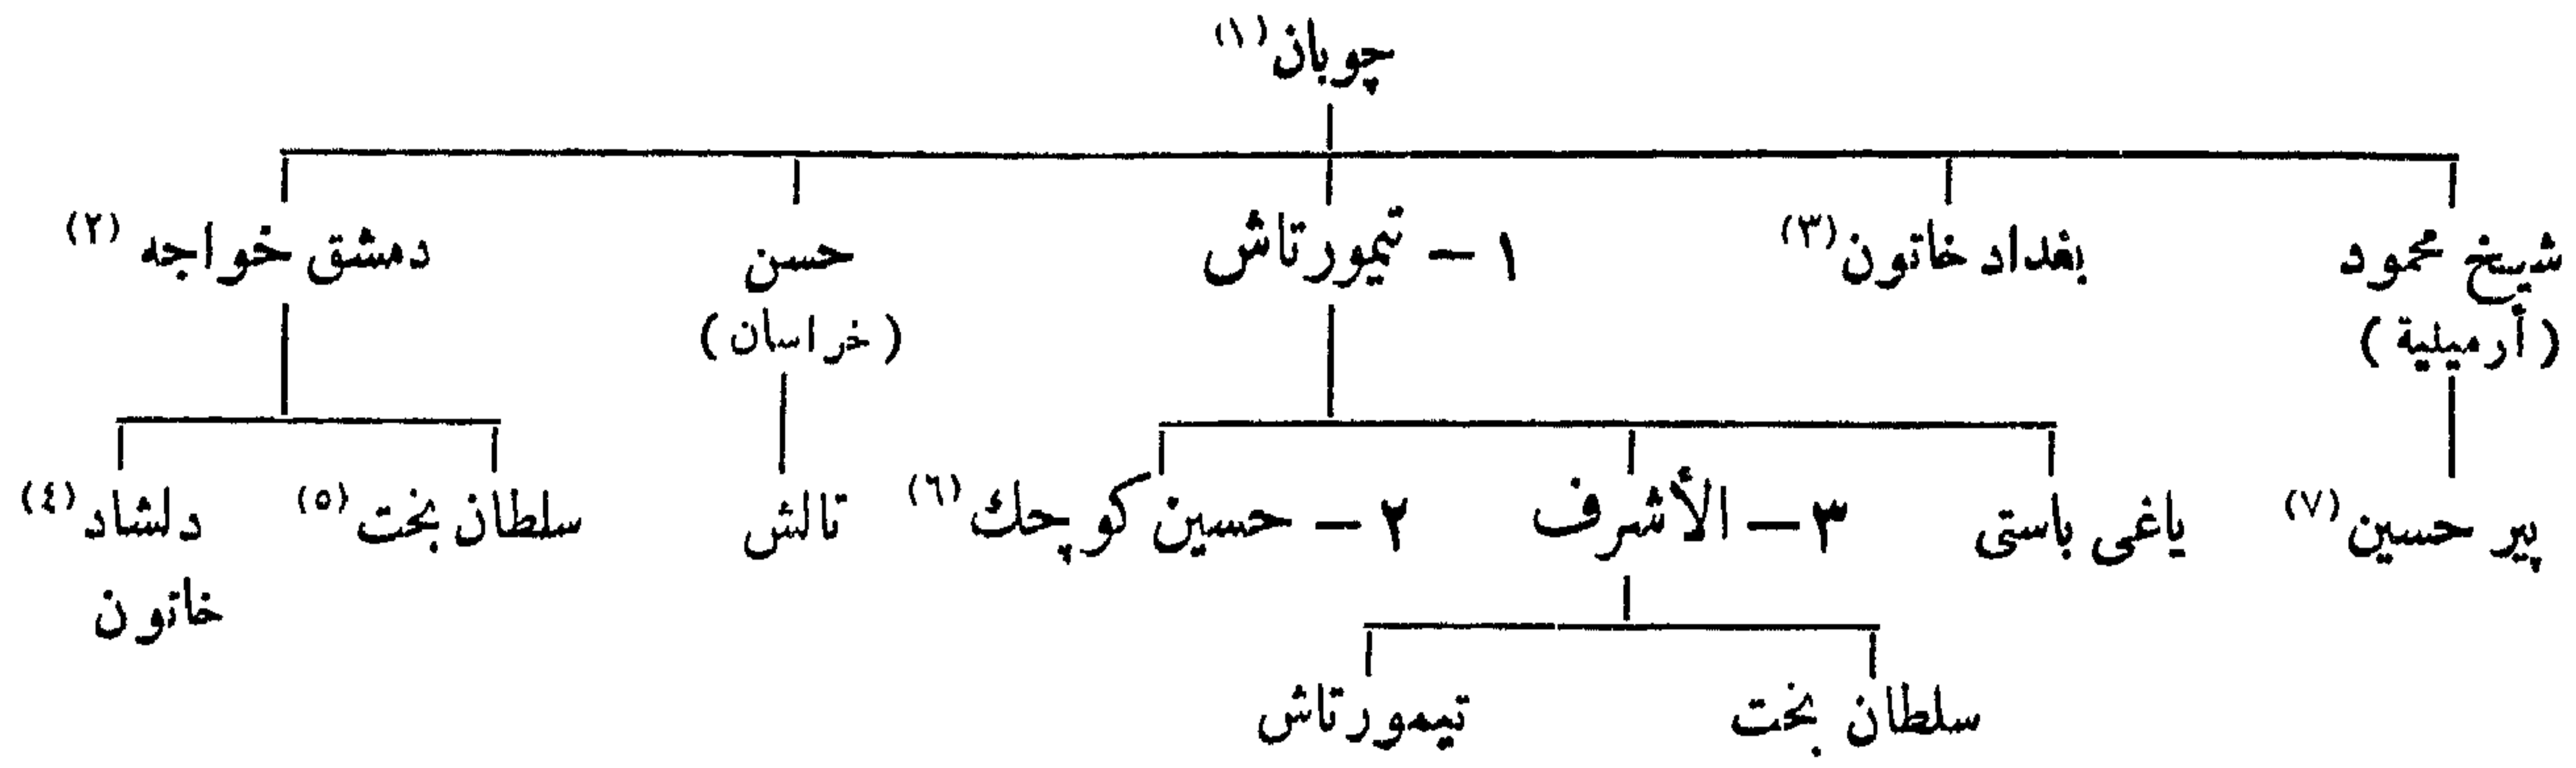 چوبان (١)
شيخ محمود
(أرميلية)
بغداد خاتون (٣)
١ — تيمورتاش
حسن
(خراسان)
دمشق خواجه (٢)
پير حسين (٧)
ياغى باستى
٣ — الأشرف
٢ — حسين كوچك (٦)
تالش
سلطان بخت (٥)
دلشاد (٤)
خاتون
سلطان بخت
تيمورتاش